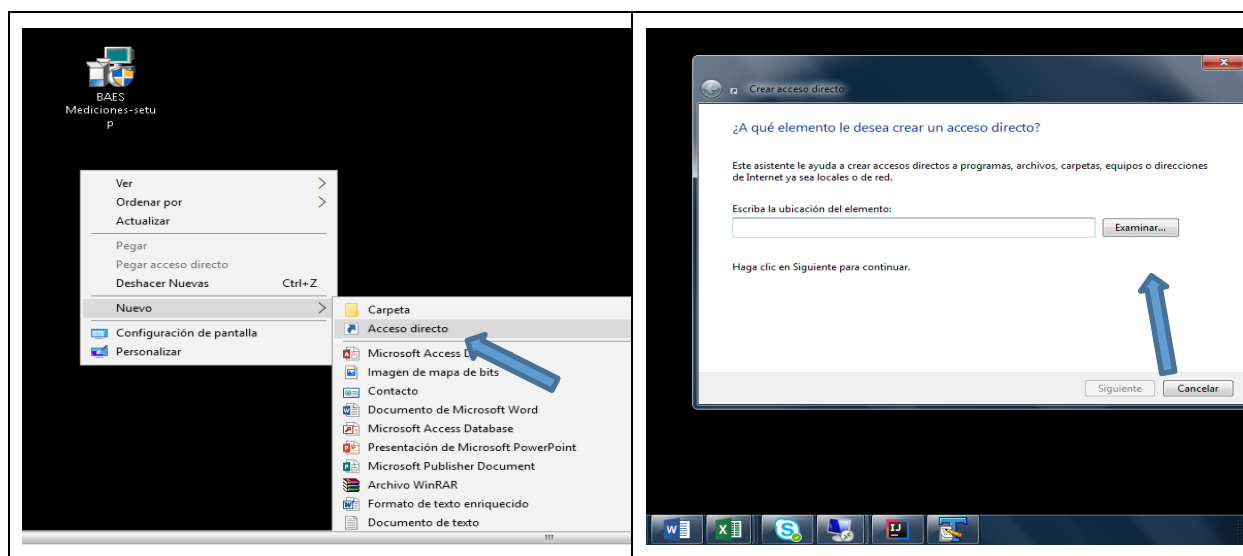 BAES
Mediciones-setu
p
Ver
Ordenar por
Actualizar
Pegar
Pegar acceso directo
Deshacer Nuevas Ctrl+Z
Nuevo
Configuración de pantalla
Personalizar
Carpeta
Acceso directo
Microsoft Access
Imagen de mapa de bits
Contacto
Documento de Microsoft Word
Microsoft Access Database
Presentación de Microsoft PowerPoint
Microsoft Publisher Document
Archivo WinRAR
Formato de texto enriquecido
Documento de texto
Crear acceso directo
¿A qué elemento le desea crear un acceso directo?
Este asistente le ayuda a crear accesos directos a programas, archivos, carpetas, equipos o direcciones
de Internet ya sea locales o de red.
Escriba la ubicación del elemento:
Examinar...
Haga clic en Siguiente para continuar.
Siguiente Cancelar